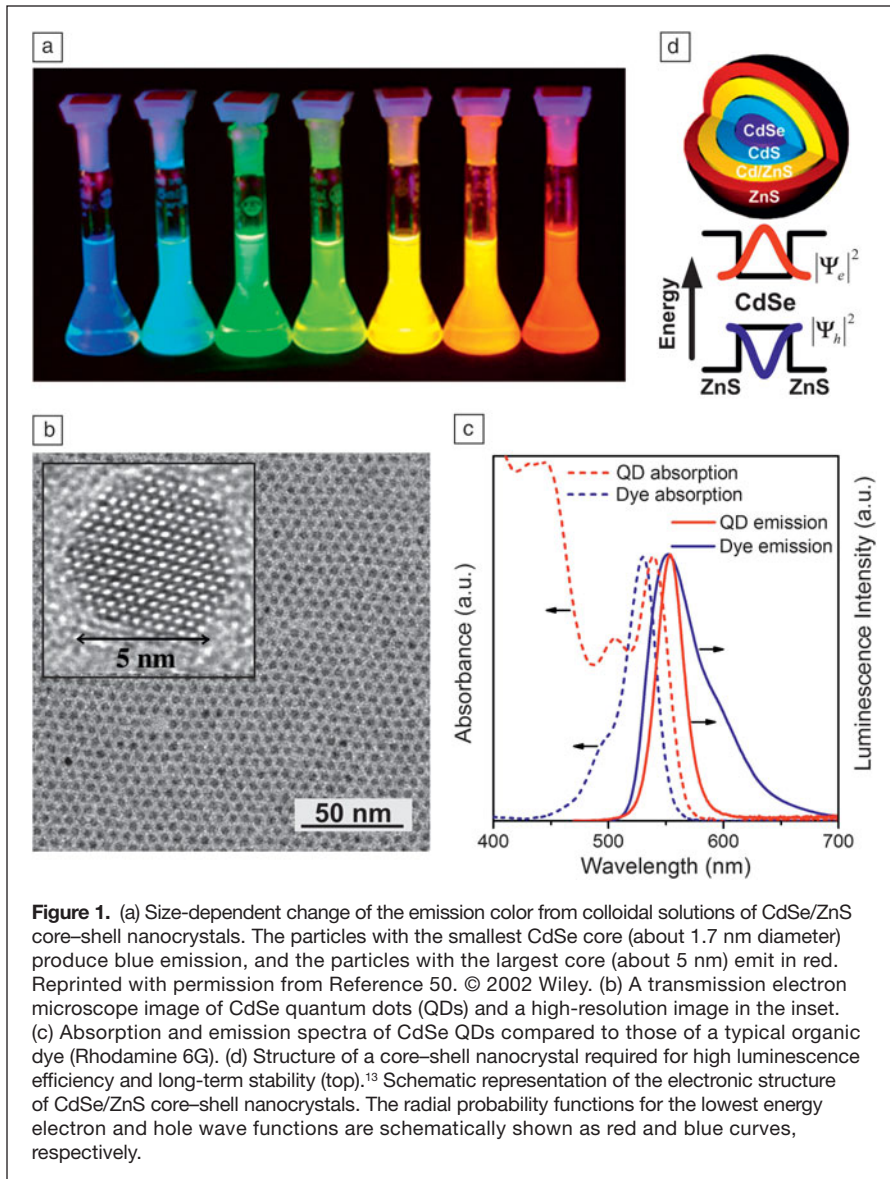 a
d
CdSe
CdS
Cd/ZnS
ZnS
|Ψe|²
CdSe
Energy
|Ψh|²
ZnS ZnS
b
5 nm
50 nm
c
QD absorption
Dye absorption
QD emission
Dye emission
Absorbance (a.u.)
Luminescence Intensity (a.u.)
400 500 600 700
Wavelength (nm)
Figure 1. (a) Size-dependent change of the emission color from colloidal solutions of CdSe/ZnS
core–shell nanocrystals. The particles with the smallest CdSe core (about 1.7 nm diameter)
produce blue emission, and the particles with the largest core (about 5 nm) emit in red.
Reprinted with permission from Reference 50. © 2002 Wiley. (b) A transmission electron
microscope image of CdSe quantum dots (QDs) and a high-resolution image in the inset.
(c) Absorption and emission spectra of CdSe QDs compared to those of a typical organic
dye (Rhodamine 6G). (d) Structure of a core–shell nanocrystal required for high luminescence
efficiency and long-term stability (top).¹³ Schematic representation of the electronic structure
of CdSe/ZnS core–shell nanocrystals. The radial probability functions for the lowest energy
electron and hole wave functions are schematically shown as red and blue curves,
respectively.